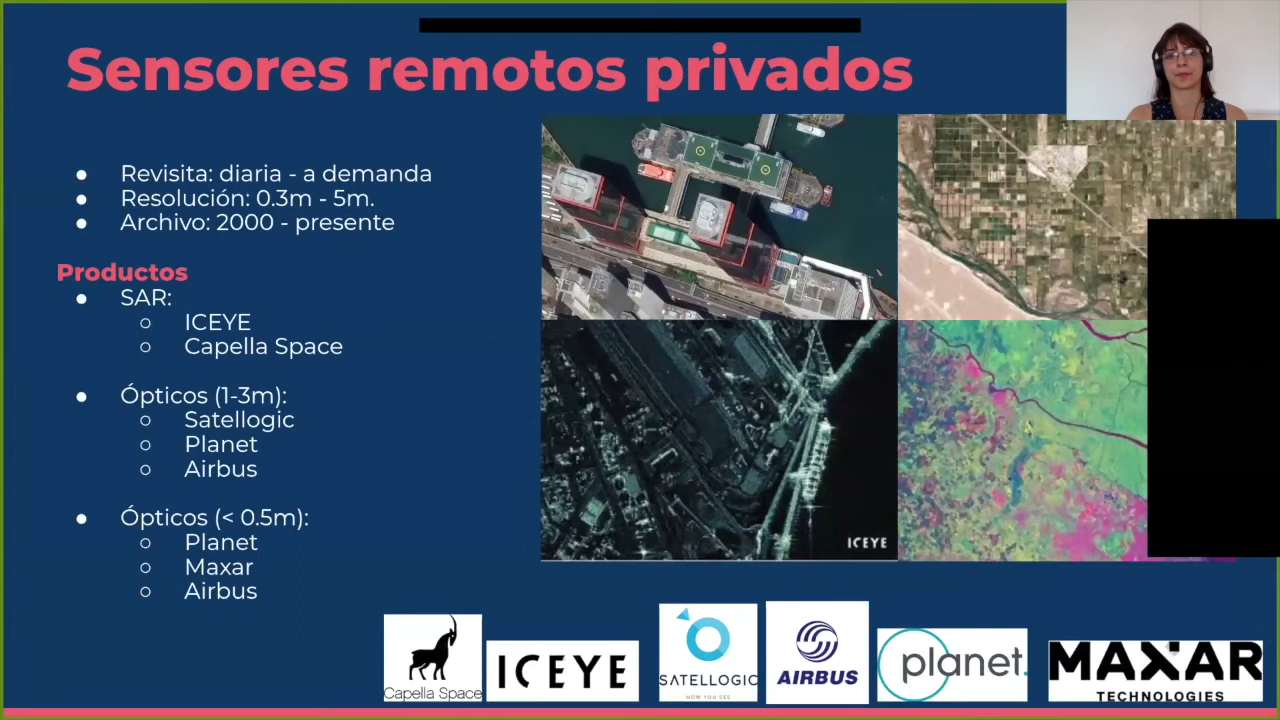 Sensores remotos privados
● Revisita: diaria - a demanda
● Resolución: 0.3m - 5m.
● Archivo: 2000 - presente
Productos
● SAR:
○ ICEYE
○ Capella Space
● Ópticos (1-3m):
○ Satellogic
○ Planet
○ Airbus
● Ópticos (< 0.5m):
○ Planet
○ Maxar
○ Airbus
ICEYE
Capella Space
ICEYE
SATELLOGIC
NOW YOU SEE
AIRBUS
planet.
MAXAR
TECHNOLOGIES